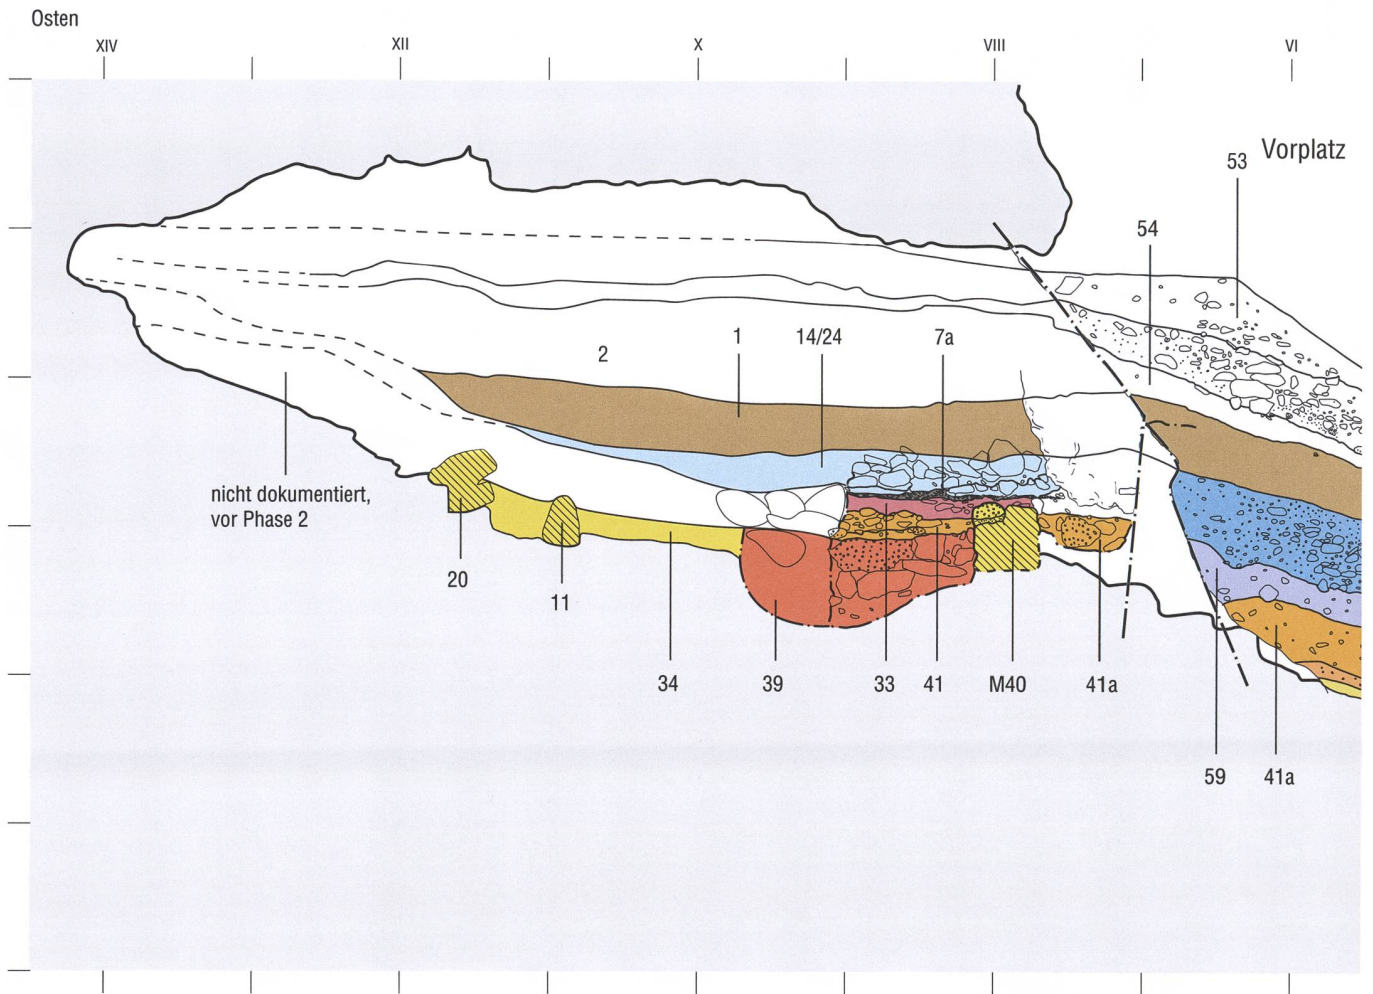 Osten
XIV XII X VIII VI
Vorplatz
53
54
1 14/24 7a
2
nicht dokumentiert,
vor Phase 2
20
11
34 39 33 41 M40 41a
59 41a